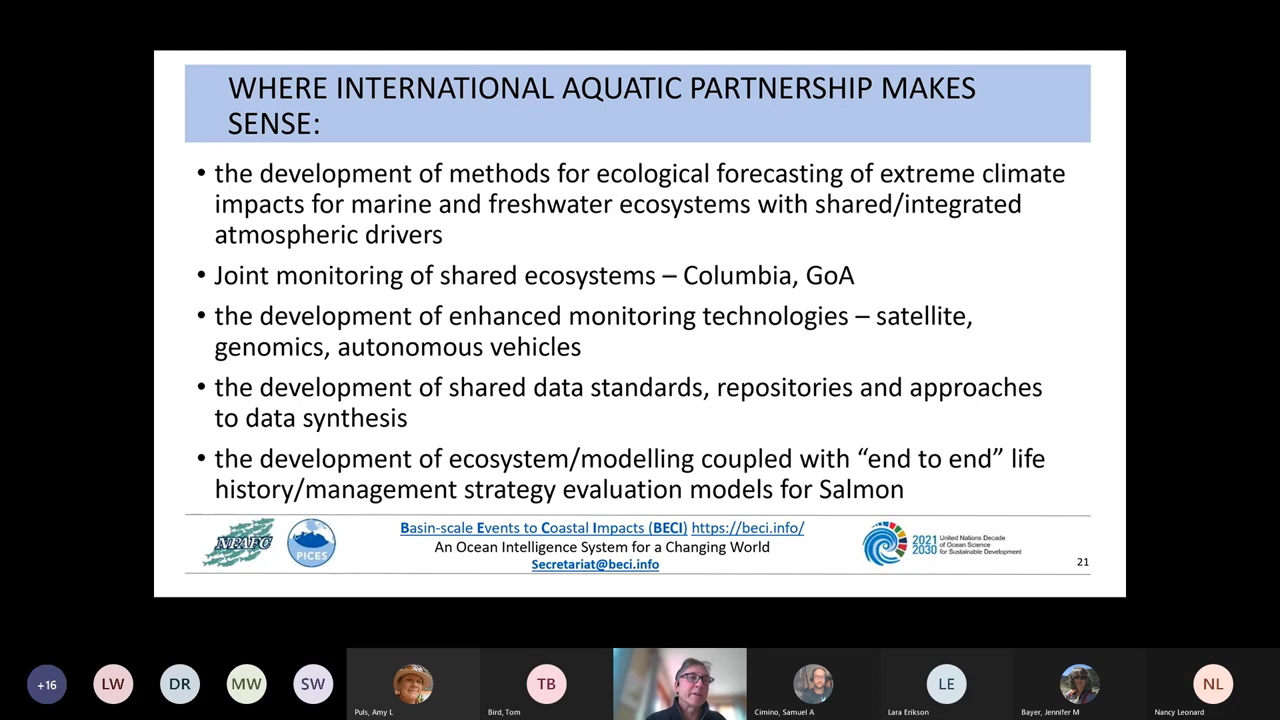 WHERE INTERNATIONAL AQUATIC PARTNERSHIP MAKES
SENSE:
• the development of methods for ecological forecasting of extreme climate
impacts for marine and freshwater ecosystems with shared/integrated
atmospheric drivers
• Joint monitoring of shared ecosystems – Columbia, GoA
• the development of enhanced monitoring technologies – satellite,
genomics, autonomous vehicles
• the development of shared data standards, repositories and approaches
to data synthesis
• the development of ecosystem/modelling coupled with “end to end” life
history/management strategy evaluation models for Salmon
NPAFC
PICES
Basin-scale Events to Coastal Impacts (BECI) https://beci.info/
An Ocean Intelligence System for a Changing World
Secretariat@beci.info
2021
2030
United Nations Decade
of Ocean Science
for Sustainable Development
21
+16
LW
DR
MW
SW
Puls, Amy L
TB
Bird, Tom
Cimino, Samuel A
LE
Lara Erikson
Bayer, Jennifer M
NL
Nancy Leonard